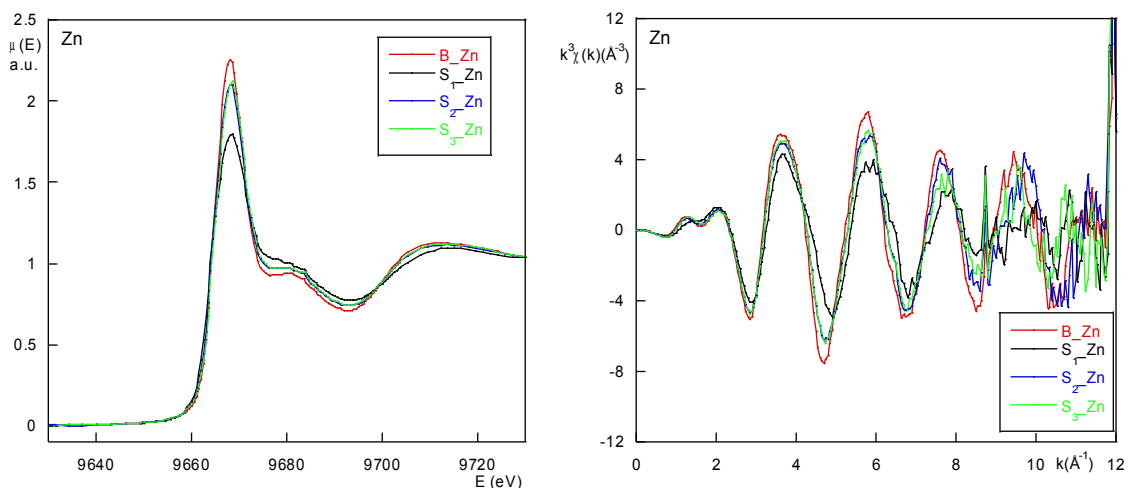 2.5
μ(E)
a.u.
Zn
2
1.5
1
0.5
0
B_Zn
S1_Zn
S2_Zn
S3_Zn
9640
9660
9680
9700
9720
E (eV)
12
k³χ(k)(Å-3)
Zn
8
4
0
-4
-8
-12
B_Zn
S1_Zn
S2_Zn
S3_Zn
0
2
4
6
8
10
12
k(Å-1)